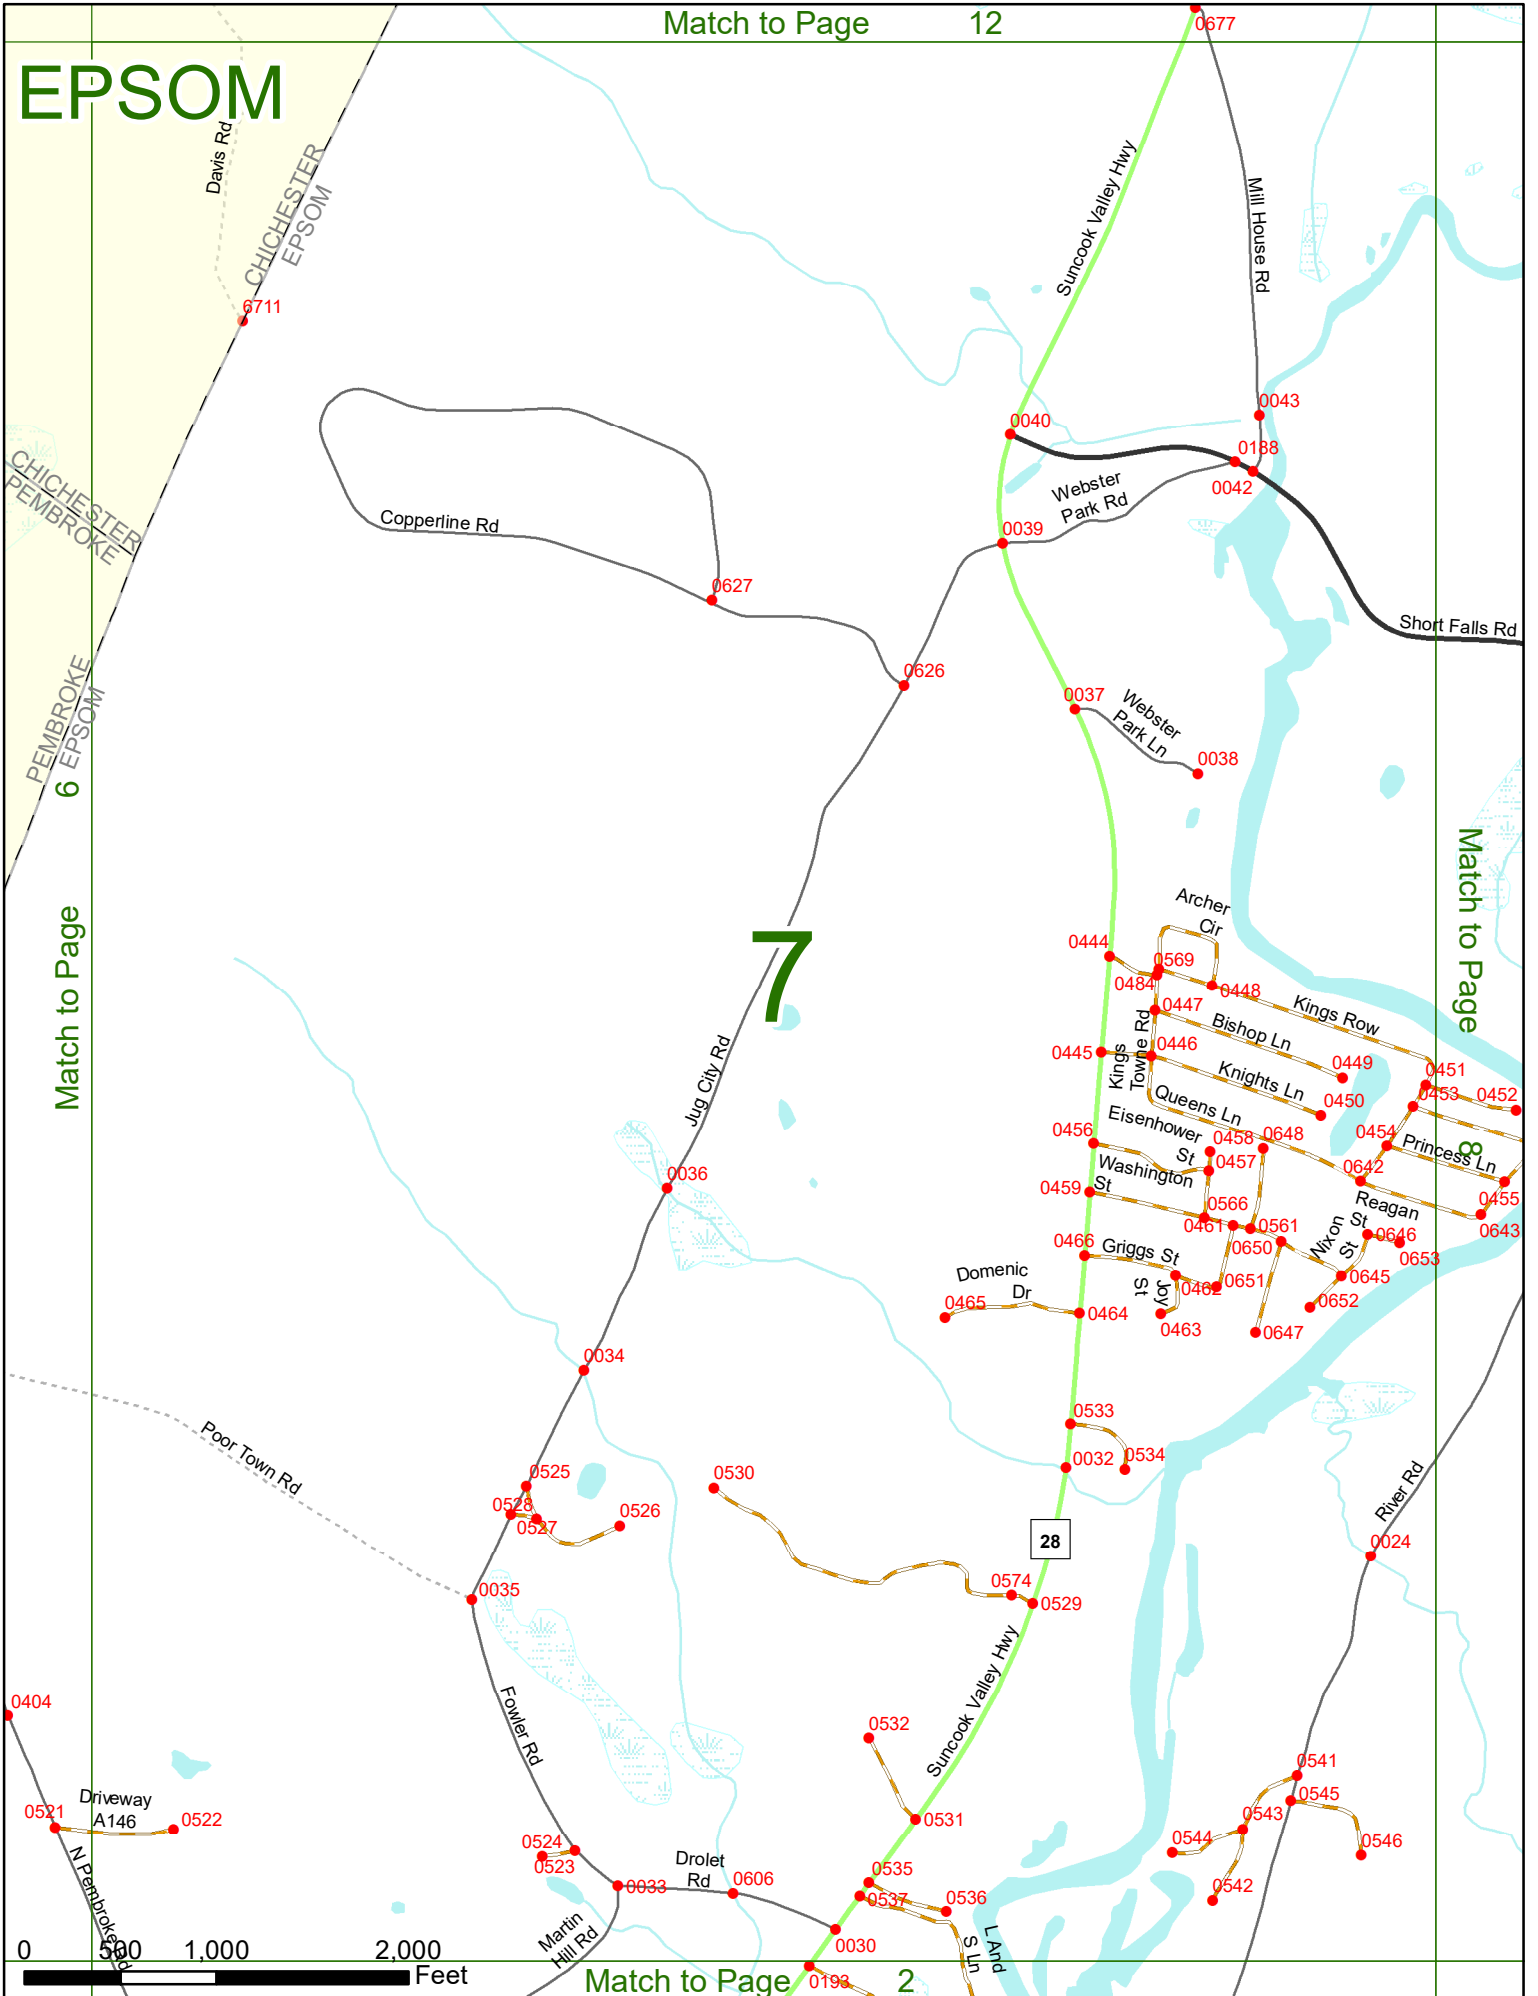 Match to Page 12
0677
EPSOM
Davis Rd
CHICHESTER
EPSOM
Suncook Valley Hwy
Mill House Rd
6711
0043
0040
0188
0042
CHICHESTER
PEMBROKE
Webster
Park Rd
Copperline Rd
0039
0627
Short Falls Rd
0626
PEMBROKE
EPSOM
0037
Webster
Park Ln
0038
Match to Page 6
Match to Page 8
7
Archer
Cir
0444
0569
0484
0448
0447
Kings Row
Bishop Ln
Kings
Towne Rd
0445
0446
0449
Knights Ln
0451
0450
0453
0452
Queens Ln
Jug City Rd
Eisenhower
St
0456
0458
0648
0454
Princess Ln
0457
Washington
St
0642
0036
0459
0455
Reagan
St
0566
0461
0561
0643
Nixon
St
0646
0650
0653
0466
Griggs St
Domenic
Dr
Joy
St
0462
0651
0645
0465
0464
0463
0652
0647
0034
Poor Town Rd
0533
0032
0534
0525
0530
River Rd
0528
0527
0526
28
0024
0035
0574
0529
Suncook Valley Hwy
Fowler Rd
0404
0532
0541
Driveway
A146
0545
0521
0522
0531
0543
0544
0546
0524
0523
N Pembroke Rd
Drolet
Rd
0535
0033
0606
0537
0536
0542
Martin
Hill Rd
0030
L And
S Ln
0 500 1,000 2,000
Feet
0193
Match to Page 2